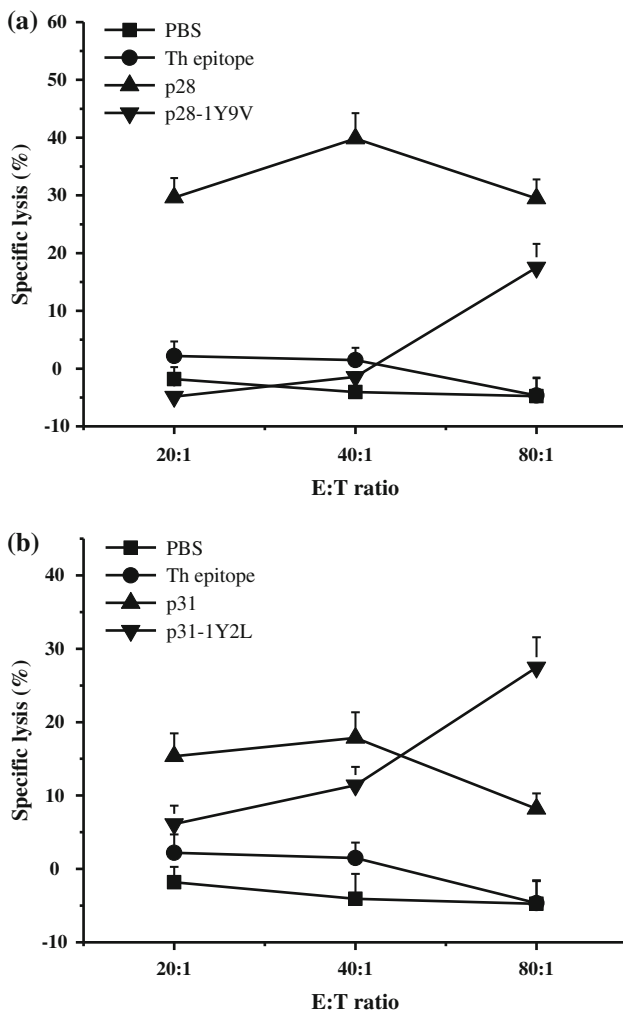 (a)
PBS
Th epitope
p28
p28-1Y9V
60
50
40
30
20
10
0
-10
Specific lysis (%)
20:1 40:1 80:1
E:T ratio
(b)
PBS
Th epitope
p31
p31-1Y2L
40
30
20
10
0
-10
Specific lysis (%)
20:1 40:1 80:1
E:T ratio